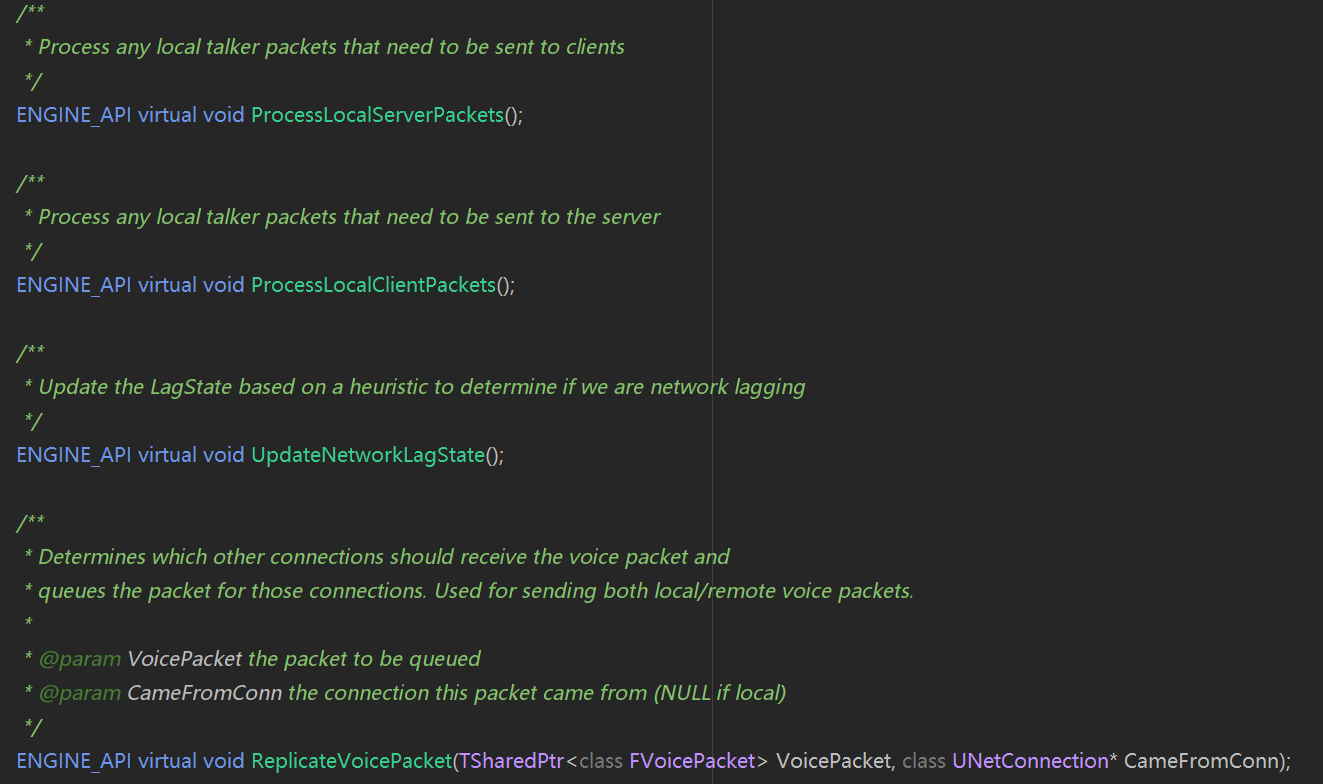 /**
* Process any local talker packets that need to be sent to clients
*/
ENGINE_API virtual void ProcessLocalServerPackets();
/**
* Process any local talker packets that need to be sent to the server
*/
ENGINE_API virtual void ProcessLocalClientPackets();
/**
* Update the LagState based on a heuristic to determine if we are network lagging
*/
ENGINE_API virtual void UpdateNetworkLagState();
/**
* Determines which other connections should receive the voice packet and
* queues the packet for those connections. Used for sending both local/remote voice packets.
*
* @param VoicePacket the packet to be queued
* @param CameFromConn the connection this packet came from (NULL if local)
*/
ENGINE_API virtual void ReplicateVoicePacket(TSharedPtr<class FVoicePacket> VoicePacket, class UNetConnection* CameFromConn);